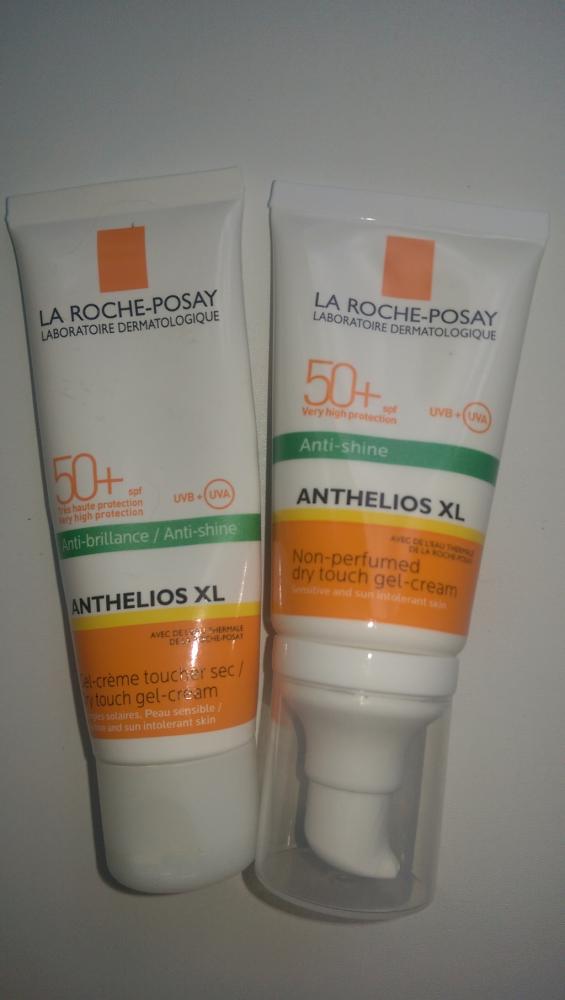 LA ROCHE-POSAY
LABORATOIRE DERMATOLOGIQUE
50+ spf
Très haute protection
Very high protection
UVB + UVA
Anti-brillance / Anti-shine
ANTHELIOS XL
AVEC DE L'EAU THERMALE
DE LA ROCHE-POSAY
Gel-crème toucher sec /
dry touch gel-cream
solaires. Peau sensible /
and sun intolerant skin
LA ROCHE-POSAY
LABORATOIRE DERMATOLOGIQUE
50+ spf
Very high protection
UVB + UVA
Anti-shine
ANTHELIOS XL
AVEC DE L'EAU THERMALE
DE LA ROCHE-POSAY
Non-perfumed
dry touch gel-cream
Sensitive and sun intolerant skin